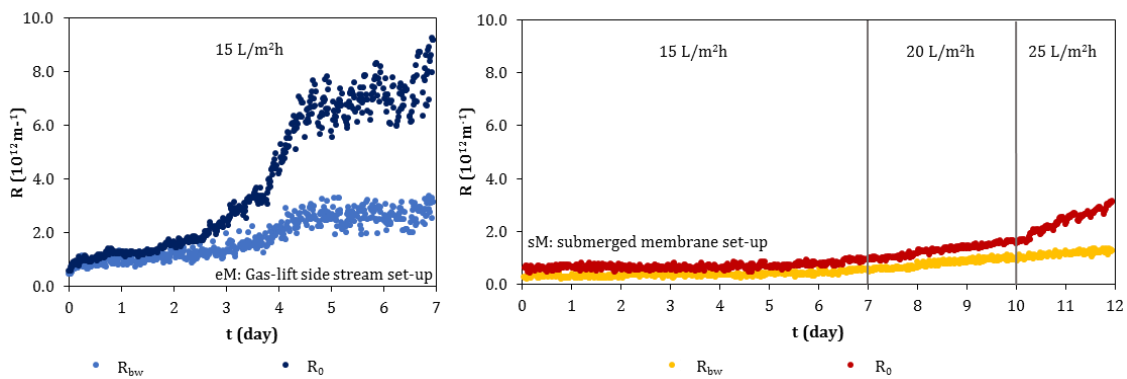 10.0
8.0
6.0
4.0
2.0
0.0
R (10¹²m⁻¹)
15 L/m²h
eM: Gas-lift side stream set-up
0 1 2 3 4 5 6 7
t (day)
R_bw R_0
10.0
8.0
6.0
4.0
2.0
0.0
R (10¹²m⁻¹)
15 L/m²h 20 L/m²h 25 L/m²h
sM: submerged membrane set-up
0 1 2 3 4 5 6 7 8 9 10 11 12
t (day)
R_bw R_0